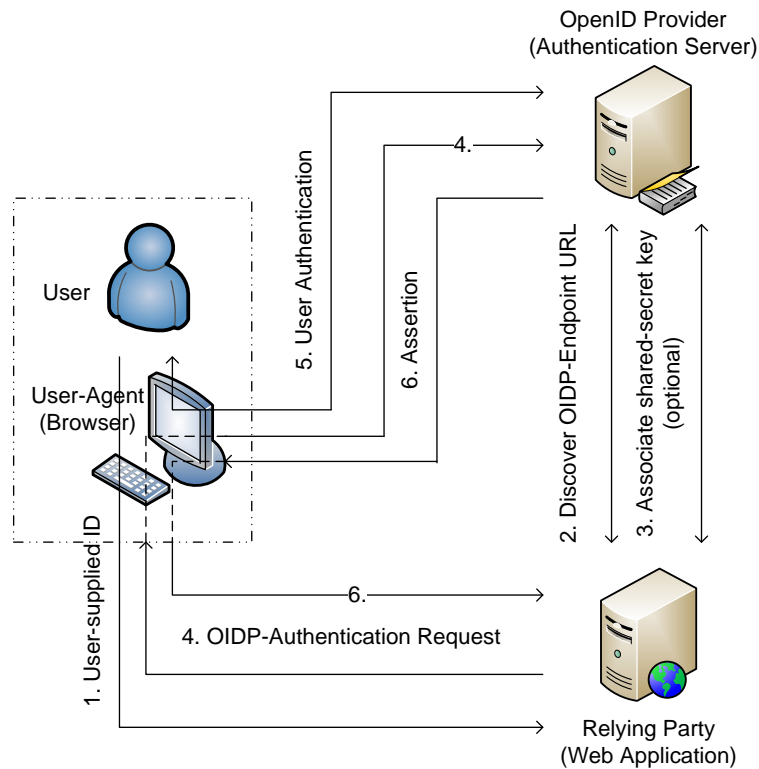 OpenID Provider
(Authentication Server)
4.
5. User Authentication
6. Assertion
2. Discover OIDP-Endpoint URL
3. Associate shared-secret key
(optional)
User
User-Agent
(Browser)
1. User-supplied ID
6.
4. OIDP-Authentication Request
Relying Party
(Web Application)